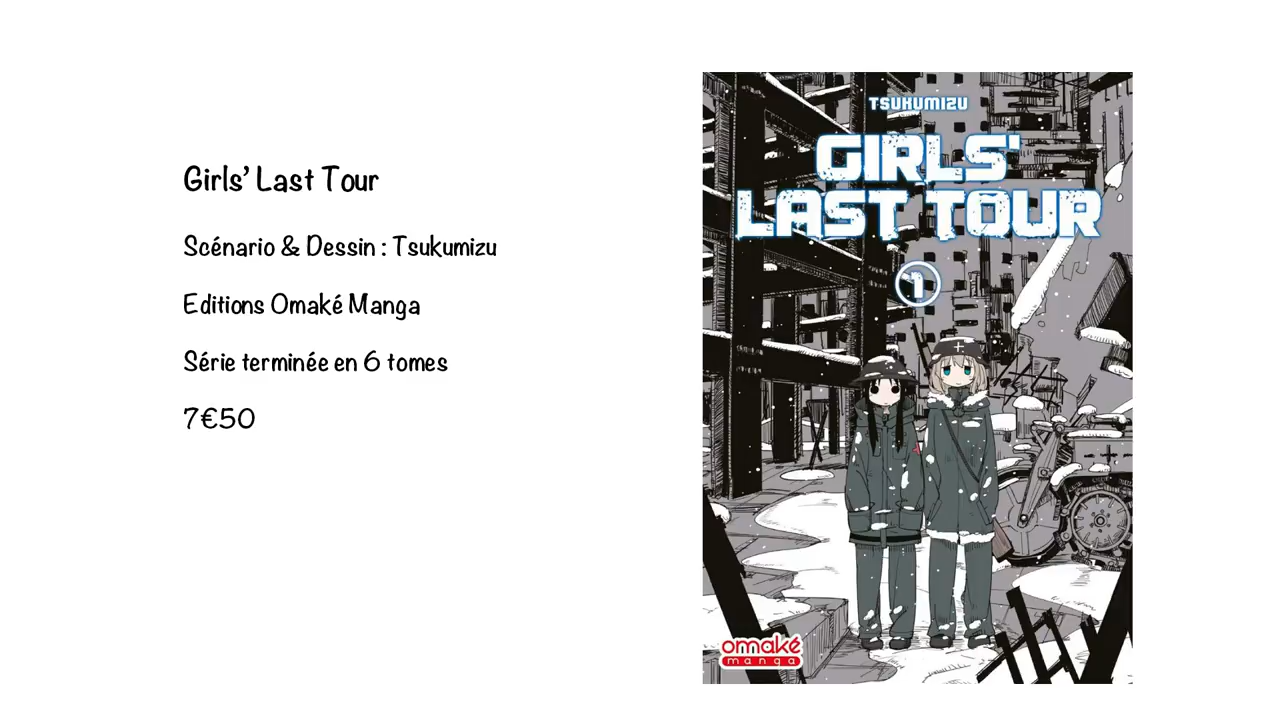 Girls’ Last Tour
Scénario & Dessin : Tsukumizu
Editions Omaké Manga
Série terminée en 6 tomes
7€50
TSUKUMIZU
GIRLS'
LAST TOUR
1
omaké
manga